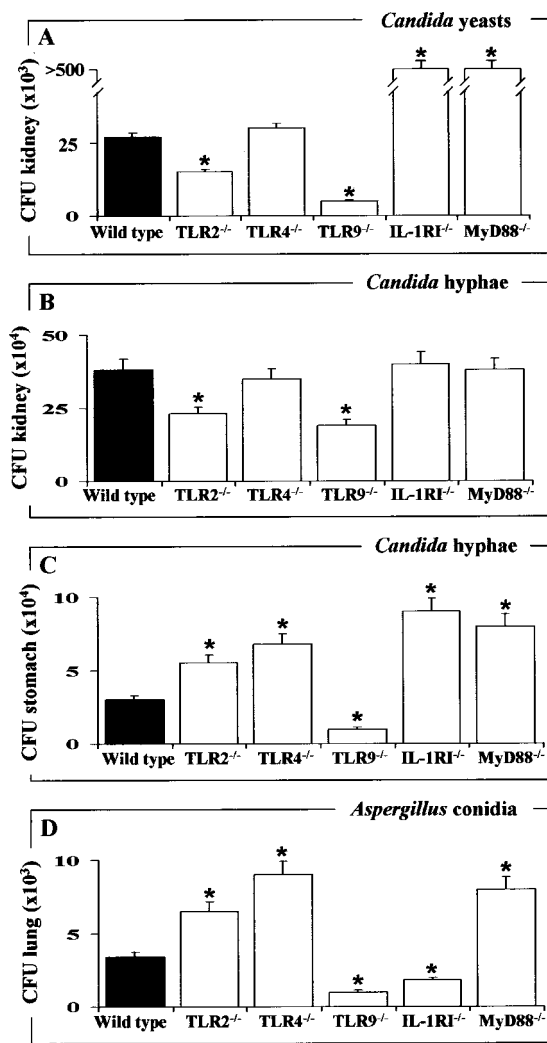 A
Candida yeasts
CFU kidney (x10³)
>500
25
0
* * * *
Wild type TLR2⁻/⁻ TLR4⁻/⁻ TLR9⁻/⁻ IL-1RI⁻/⁻ MyD88⁻/⁻
B
Candida hyphae
CFU kidney (x10⁴)
50
25
0
* *
Wild type TLR2⁻/⁻ TLR4⁻/⁻ TLR9⁻/⁻ IL-1RI⁻/⁻ MyD88⁻/⁻
C
Candida hyphae
CFU stomach (x10⁴)
10
5
0
* * * * *
Wild type TLR2⁻/⁻ TLR4⁻/⁻ TLR9⁻/⁻ IL-1RI⁻/⁻ MyD88⁻/⁻
D
Aspergillus conidia
CFU lung (x10³)
10
5
0
* * * * *
Wild type TLR2⁻/⁻ TLR4⁻/⁻ TLR9⁻/⁻ IL-1RI⁻/⁻ MyD88⁻/⁻